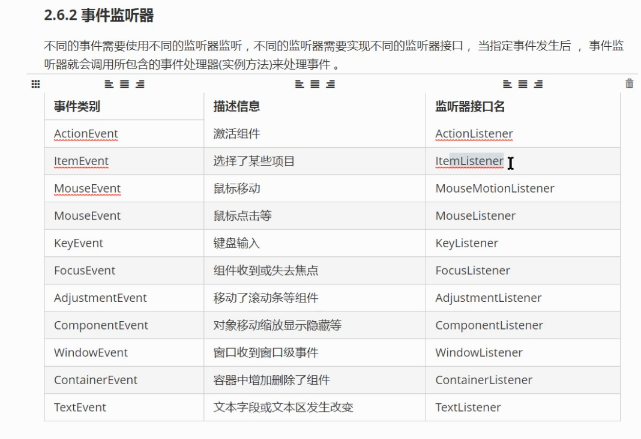 2.6.2 事件监听器
不同的事件需要使用不同的监听器监听，不同的监听器需要实现不同的监听器接口， 当指定事件发生后 ， 事件监
听器就会调用所包含的事件处理器(实例方法)来处理事件 。
事件类别 描述信息 监听器接口名
ActionEvent 激活组件 ActionListener
ItemEvent 选择了某些项目 ItemListener
MouseEvent 鼠标移动 MouseMotionListener
MouseEvent 鼠标点击等 MouseListener
KeyEvent 键盘输入 KeyListener
FocusEvent 组件收到或失去焦点 FocusListener
AdjustmentEvent 移动了滚动条等组件 AdjustmentListener
ComponentEvent 对象移动缩放显示隐藏等 ComponentListener
WindowEvent 窗口收到窗口级事件 WindowListener
ContainerEvent 容器中增加删除了组件 ContainerListener
TextEvent 文本字段或文本区发生改变 TextListener